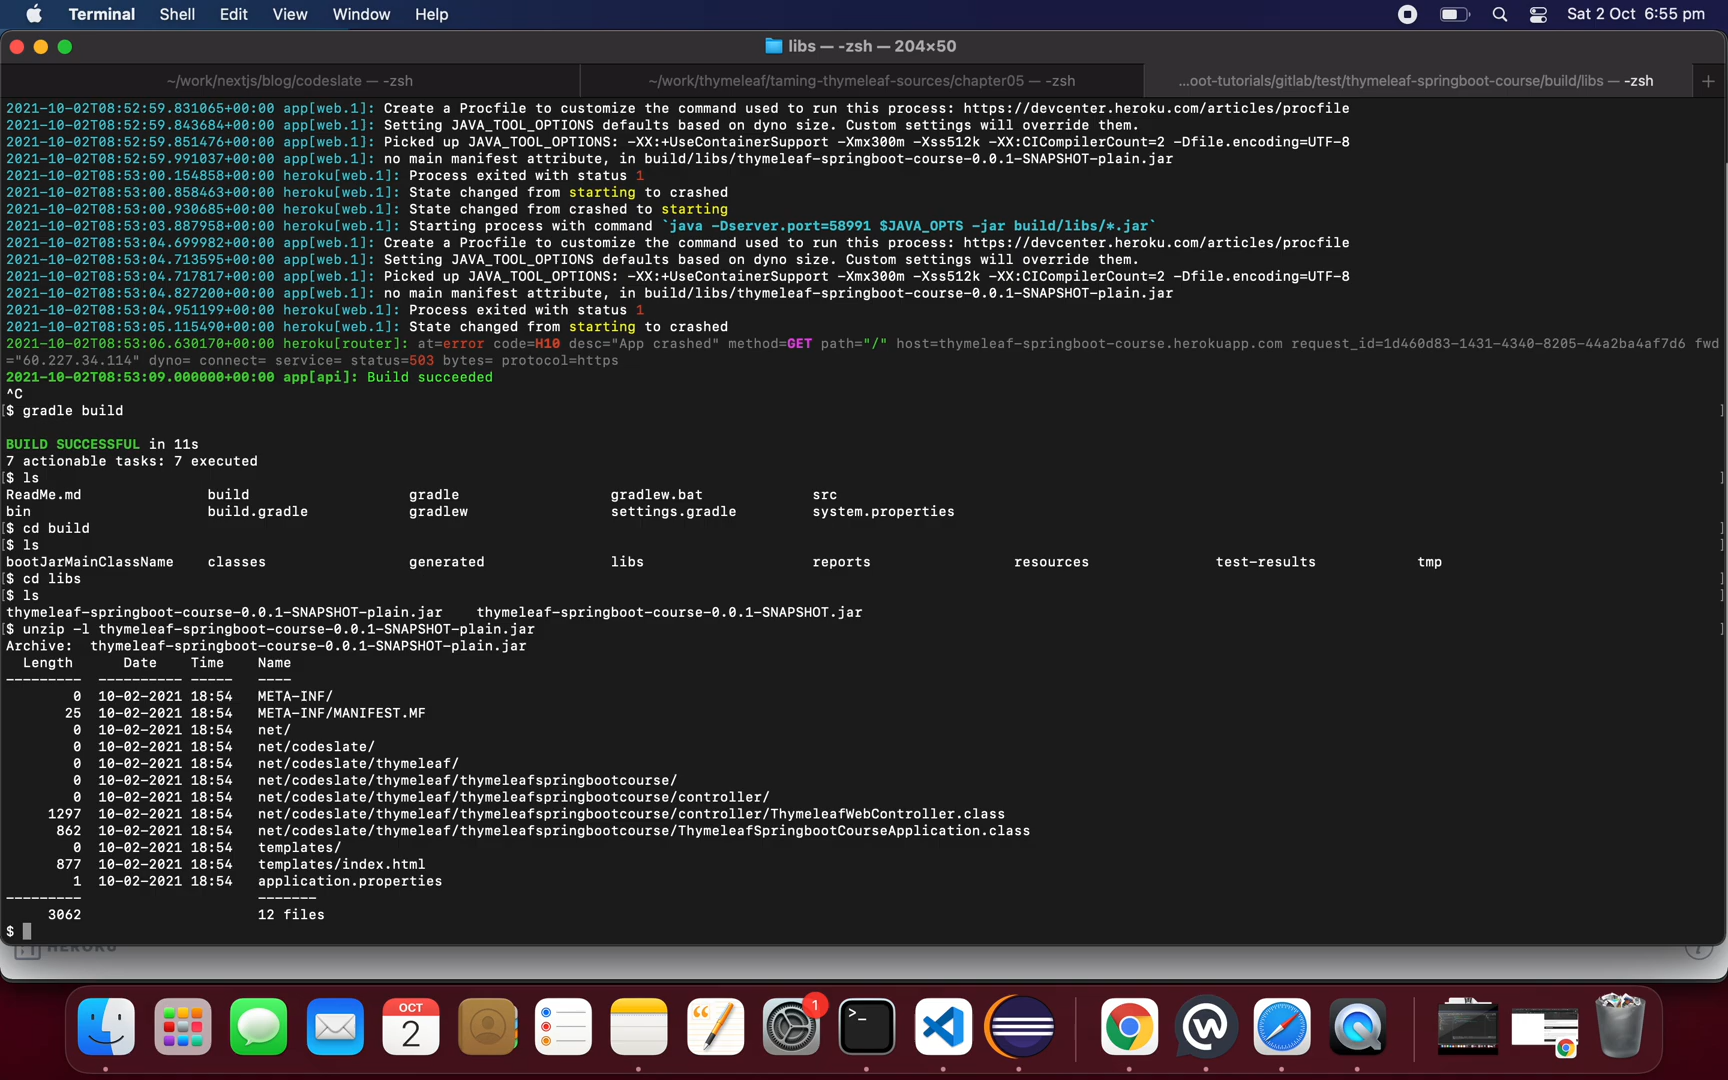 Terminal Shell Edit View Window Help Sat 2 Oct 6:55 pm
libs — -zsh — 204×50
~/work/nextjs/blog/codeslate — -zsh ~/work/thymeleaf/taming-thymeleaf-sources/chapter05 — -zsh ...oot-tutorials/gitlab/test/thymeleaf-springboot-course/build/libs — -zsh +
2021-10-02T08:52:59.831065+00:00 app[web.1]: Create a Procfile to customize the command used to run this process: https://devcenter.heroku.com/articles/procfile
2021-10-02T08:52:59.843684+00:00 app[web.1]: Setting JAVA_TOOL_OPTIONS defaults based on dyno size. Custom settings will override them.
2021-10-02T08:52:59.851476+00:00 app[web.1]: Picked up JAVA_TOOL_OPTIONS: -XX:+UseContainerSupport -Xmx300m -Xss512k -XX:CICompilerCount=2 -Dfile.encoding=UTF-8
2021-10-02T08:52:59.991037+00:00 app[web.1]: no main manifest attribute, in build/libs/thymeleaf-springboot-course-0.0.1-SNAPSHOT-plain.jar
2021-10-02T08:53:00.154858+00:00 heroku[web.1]: Process exited with status 1
2021-10-02T08:53:00.858463+00:00 heroku[web.1]: State changed from starting to crashed
2021-10-02T08:53:00.930685+00:00 heroku[web.1]: State changed from crashed to starting
2021-10-02T08:53:03.887958+00:00 heroku[web.1]: Starting process with command `java -Dserver.port=58991 $JAVA_OPTS -jar build/libs/*.jar`
2021-10-02T08:53:04.699982+00:00 app[web.1]: Create a Procfile to customize the command used to run this process: https://devcenter.heroku.com/articles/procfile
2021-10-02T08:53:04.713595+00:00 app[web.1]: Setting JAVA_TOOL_OPTIONS defaults based on dyno size. Custom settings will override them.
2021-10-02T08:53:04.717817+00:00 app[web.1]: Picked up JAVA_TOOL_OPTIONS: -XX:+UseContainerSupport -Xmx300m -Xss512k -XX:CICompilerCount=2 -Dfile.encoding=UTF-8
2021-10-02T08:53:04.827200+00:00 app[web.1]: no main manifest attribute, in build/libs/thymeleaf-springboot-course-0.0.1-SNAPSHOT-plain.jar
2021-10-02T08:53:04.951199+00:00 heroku[web.1]: Process exited with status 1
2021-10-02T08:53:05.115490+00:00 heroku[web.1]: State changed from starting to crashed
2021-10-02T08:53:06.630170+00:00 heroku[router]: at=error code=H10 desc="App crashed" method=GET path="/" host=thymeleaf-springboot-course.herokuapp.com request_id=1d460d83-1431-4340-8205-44a2ba4af7d6 fwd
="60.227.34.114" dyno= connect= service= status=503 bytes= protocol=https
2021-10-02T08:53:09.000000+00:00 app[api]: Build succeeded
^C
[$ gradle build ]
BUILD SUCCESSFUL in 11s
7 actionable tasks: 7 executed
[$ ls ]
ReadMe.md build gradle gradlew.bat src
bin build.gradle gradlew settings.gradle system.properties
[$ cd build ]
[$ ls ]
bootJarMainClassName classes generated libs reports resources test-results tmp
[$ cd libs ]
[$ ls ]
thymeleaf-springboot-course-0.0.1-SNAPSHOT-plain.jar thymeleaf-springboot-course-0.0.1-SNAPSHOT.jar
[$ unzip -l thymeleaf-springboot-course-0.0.1-SNAPSHOT-plain.jar ]
Archive: thymeleaf-springboot-course-0.0.1-SNAPSHOT-plain.jar
Length Date Time Name
--------- ---------- ----- ----
0 10-02-2021 18:54 META-INF/
25 10-02-2021 18:54 META-INF/MANIFEST.MF
0 10-02-2021 18:54 net/
0 10-02-2021 18:54 net/codeslate/
0 10-02-2021 18:54 net/codeslate/thymeleaf/
0 10-02-2021 18:54 net/codeslate/thymeleaf/thymeleafspringbootcourse/
0 10-02-2021 18:54 net/codeslate/thymeleaf/thymeleafspringbootcourse/controller/
1297 10-02-2021 18:54 net/codeslate/thymeleaf/thymeleafspringbootcourse/controller/ThymeleafWebController.class
862 10-02-2021 18:54 net/codeslate/thymeleaf/thymeleafspringbootcourse/ThymeleafSpringbootCourseApplication.class
0 10-02-2021 18:54 templates/
877 10-02-2021 18:54 templates/index.html
1 10-02-2021 18:54 application.properties
--------- -------
3062 12 files
$
HEROKU
OCT
2
1
>_